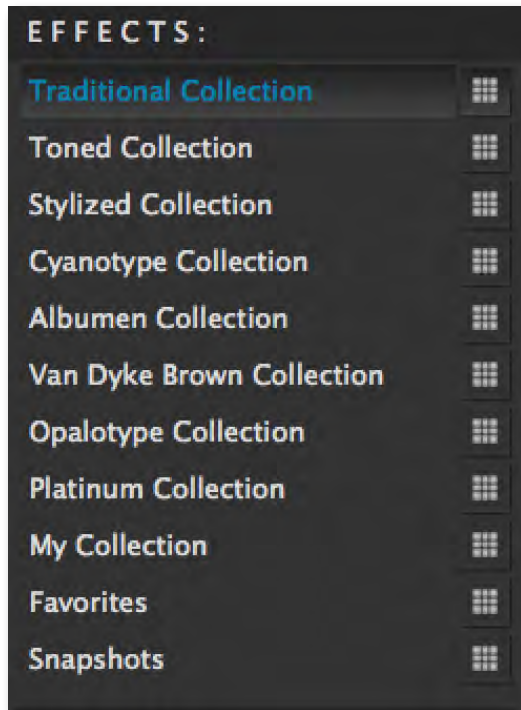 EFFECTS:
Traditional Collection
Toned Collection
Stylized Collection
Cyanotype Collection
Albumen Collection
Van Dyke Brown Collection
Opalotype Collection
Platinum Collection
My Collection
Favorites
Snapshots